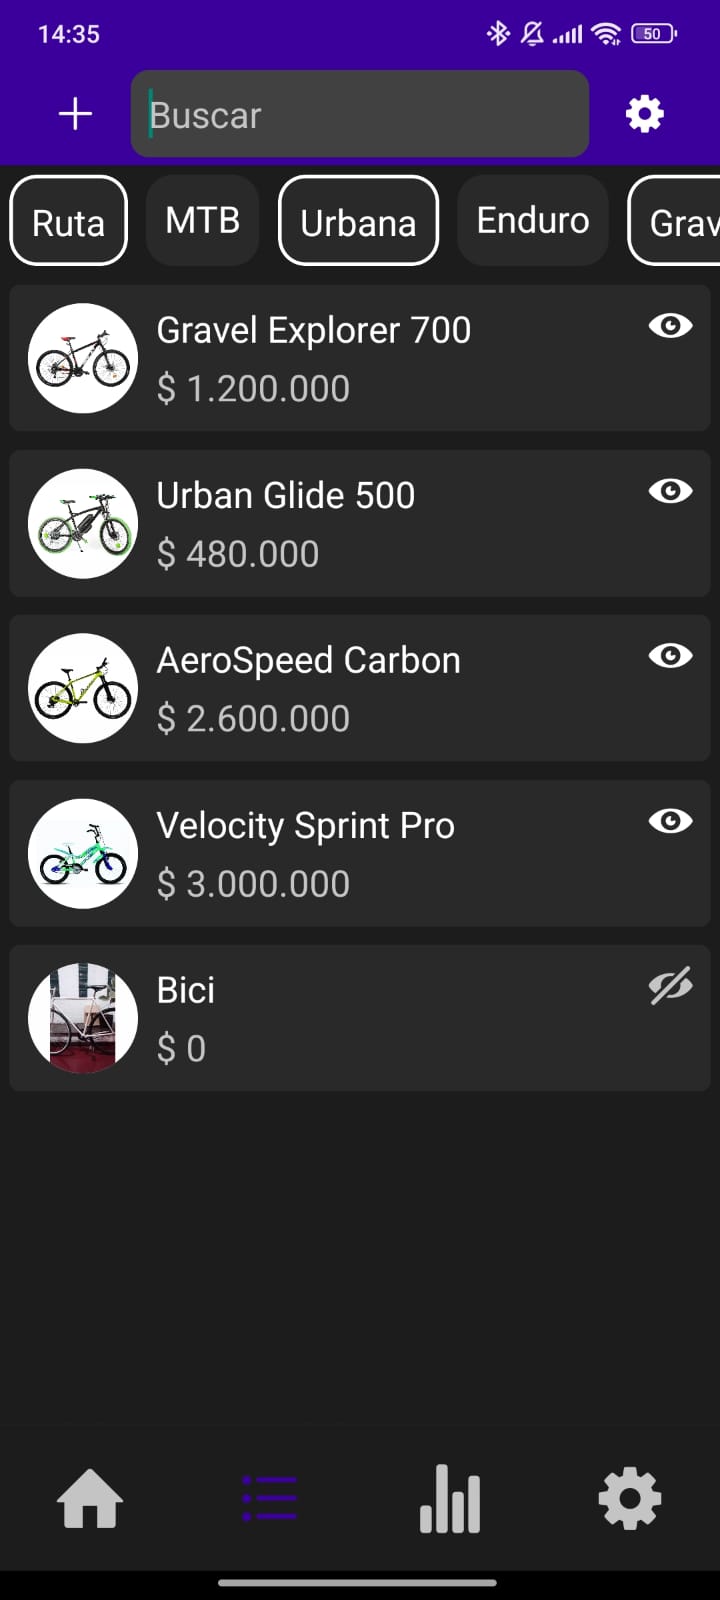 14:35
50
Buscar
Ruta MTB Urbana Enduro Grav
Gravel Explorer 700
$ 1.200.000
Urban Glide 500
$ 480.000
AeroSpeed Carbon
$ 2.600.000
Velocity Sprint Pro
$ 3.000.000
Bici
$ 0